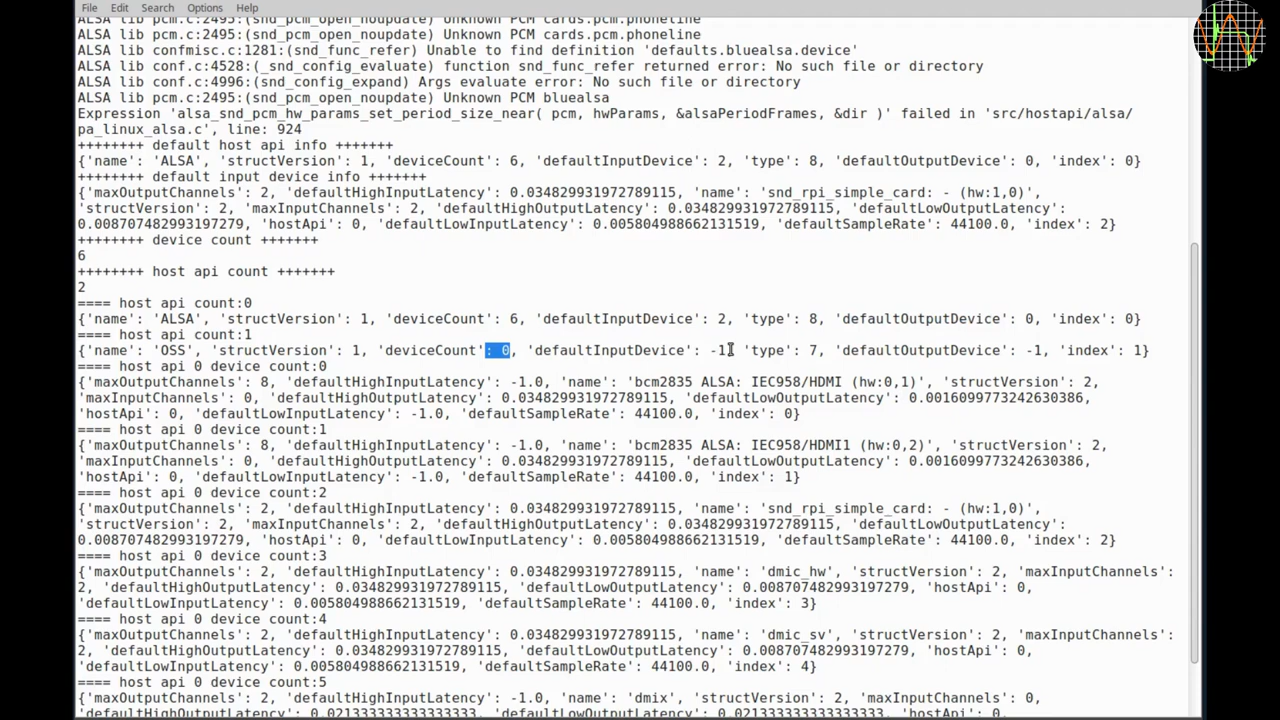 File Edit Search Options Help
ALSA lib pcm.c:2495:(snd_pcm_open_noupdate) Unknown PCM cards.pcm.phoneline
ALSA lib pcm.c:2495:(snd_pcm_open_noupdate) Unknown PCM cards.pcm.phoneline
ALSA lib confmisc.c:1281:(snd_func_refer) Unable to find definition 'defaults.bluealsa.device'
ALSA lib conf.c:4528:(_snd_config_evaluate) function snd_func_refer returned error: No such file or directory
ALSA lib conf.c:4996:(snd_config_expand) Args evaluate error: No such file or directory
ALSA lib pcm.c:2495:(snd_pcm_open_noupdate) Unknown PCM bluealsa
Expression 'alsa_snd_pcm_hw_params_set_period_size_near( pcm, hwParams, &alsaPeriodFrames, &dir )' failed in 'src/hostapi/alsa/
pa_linux_alsa.c', line: 924
++++++++ default host api info +++++++
{'name': 'ALSA', 'structVersion': 1, 'deviceCount': 6, 'defaultInputDevice': 2, 'type': 8, 'defaultOutputDevice': 0, 'index': 0}
++++++++ default input device info +++++++
{'maxOutputChannels': 2, 'defaultHighInputLatency': 0.034829931972789115, 'name': 'snd_rpi_simple_card: - (hw:1,0)',
'structVersion': 2, 'maxInputChannels': 2, 'defaultHighOutputLatency': 0.034829931972789115, 'defaultLowOutputLatency':
0.008707482993197279, 'hostApi': 0, 'defaultLowInputLatency': 0.005804988662131519, 'defaultSampleRate': 44100.0, 'index': 2}
++++++++ device count +++++++
6
++++++++ host api count +++++++
2
==== host api count:0
{'name': 'ALSA', 'structVersion': 1, 'deviceCount': 6, 'defaultInputDevice': 2, 'type': 8, 'defaultOutputDevice': 0, 'index': 0}
==== host api count:1
{'name': 'OSS', 'structVersion': 1, 'deviceCount': 0, 'defaultInputDevice': -1, 'type': 7, 'defaultOutputDevice': -1, 'index': 1}
==== host api 0 device count:0
{'maxOutputChannels': 8, 'defaultHighInputLatency': -1.0, 'name': 'bcm2835 ALSA: IEC958/HDMI (hw:0,1)', 'structVersion': 2,
'maxInputChannels': 0, 'defaultHighOutputLatency': 0.034829931972789115, 'defaultLowOutputLatency': 0.0016099773242630386,
'hostApi': 0, 'defaultLowInputLatency': -1.0, 'defaultSampleRate': 44100.0, 'index': 0}
==== host api 0 device count:1
{'maxOutputChannels': 8, 'defaultHighInputLatency': -1.0, 'name': 'bcm2835 ALSA: IEC958/HDMI1 (hw:0,2)', 'structVersion': 2,
'maxInputChannels': 0, 'defaultHighOutputLatency': 0.034829931972789115, 'defaultLowOutputLatency': 0.0016099773242630386,
'hostApi': 0, 'defaultLowInputLatency': -1.0, 'defaultSampleRate': 44100.0, 'index': 1}
==== host api 0 device count:2
{'maxOutputChannels': 2, 'defaultHighInputLatency': 0.034829931972789115, 'name': 'snd_rpi_simple_card: - (hw:1,0)',
'structVersion': 2, 'maxInputChannels': 2, 'defaultHighOutputLatency': 0.034829931972789115, 'defaultLowOutputLatency':
0.008707482993197279, 'hostApi': 0, 'defaultLowInputLatency': 0.005804988662131519, 'defaultSampleRate': 44100.0, 'index': 2}
==== host api 0 device count:3
{'maxOutputChannels': 2, 'defaultHighInputLatency': 0.034829931972789115, 'name': 'dmic_hw', 'structVersion': 2, 'maxInputChannels':
2, 'defaultHighOutputLatency': 0.034829931972789115, 'defaultLowOutputLatency': 0.008707482993197279, 'hostApi': 0,
'defaultLowInputLatency': 0.005804988662131519, 'defaultSampleRate': 44100.0, 'index': 3}
==== host api 0 device count:4
{'maxOutputChannels': 2, 'defaultHighInputLatency': 0.034829931972789115, 'name': 'dmic_sv', 'structVersion': 2, 'maxInputChannels':
2, 'defaultHighOutputLatency': 0.034829931972789115, 'defaultLowOutputLatency': 0.008707482993197279, 'hostApi': 0,
'defaultLowInputLatency': 0.005804988662131519, 'defaultSampleRate': 44100.0, 'index': 4}
==== host api 0 device count:5
{'maxOutputChannels': 2, 'defaultHighInputLatency': -1.0, 'name': 'dmix', 'structVersion': 2, 'maxInputChannels': 0,
'defaultHighOutputLatency': 0.021333333333333333, 'defaultLowOutputLatency': 0.021333333333333333, 'hostApi': 0,